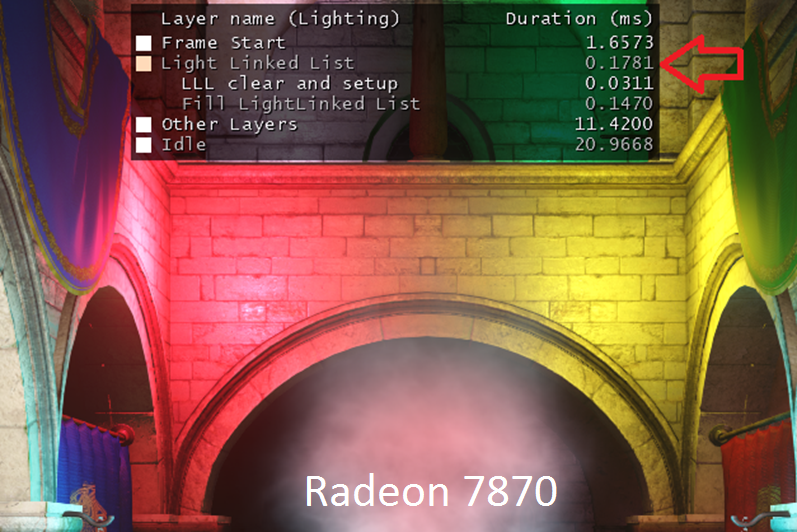 Layer name (Lighting) Duration (ms)
Frame Start 1.6573
Light Linked List 0.1781
LLL clear and setup 0.0311
Fill LightLinked List 0.1470
Other Layers 11.4200
Idle 20.9668
Radeon 7870